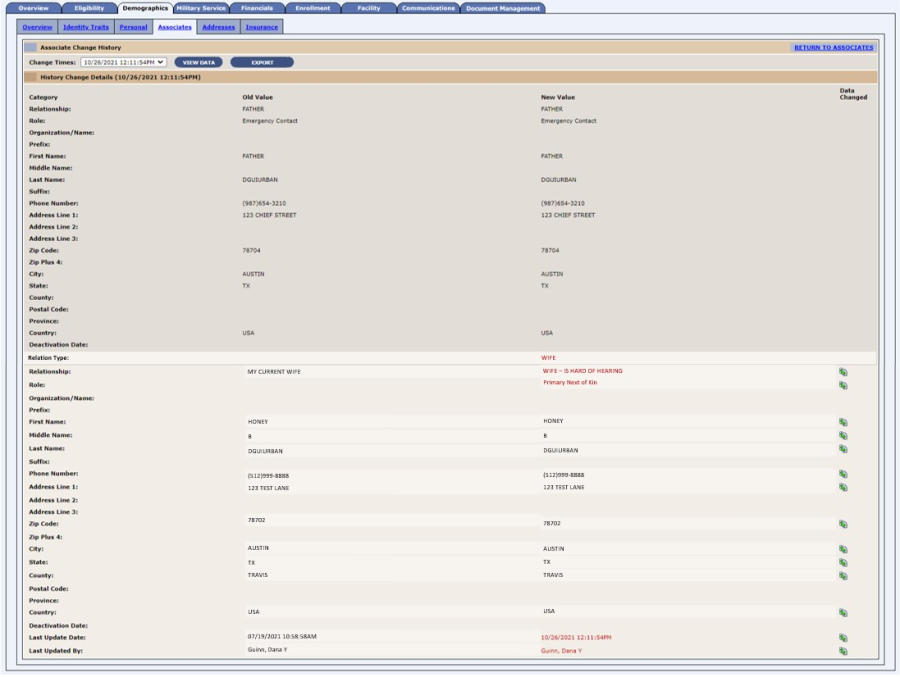 Overview Eligibility Demographics Military Service Financials Enrollment Facility Communications Document Management
Overview Identity Traits Personal Associates Addresses Insurance
Associate Change History RETURN TO ASSOCIATES
Change Times: 10/26/2021 12:11:54PM VIEW DATA EXPORT
History Change Details (10/26/2021 12:11:54PM)
Category Old Value New Value Data Changed
Relationship: FATHER FATHER
Role: Emergency Contact Emergency Contact
Organization/Name:
Prefix:
First Name: FATHER FATHER
Middle Name:
Last Name: DGUIURBAN DGUIURBAN
Suffix:
Phone Number: (987)654-3210 (987)654-3210
Address Line 1: 123 CHIEF STREET 123 CHIEF STREET
Address Line 2:
Address Line 3:
Zip Code: 78704 78704
Zip Plus 4:
City: AUSTIN AUSTIN
State: TX TX
County:
Postal Code:
Province:
Country: USA USA
Deactivation Date:
Relation Type: WIFE
Relationship: MY CURRENT WIFE WIFE – IS HARD OF HEARING
Role: Primary Next of Kin
Organization/Name:
Prefix:
First Name: HONEY HONEY
Middle Name: B B
Last Name: DGUIURBAN DGUIURBAN
Suffix:
Phone Number: (512)999-8888 (512)999-8888
Address Line 1: 123 TEST LANE 123 TEST LANE
Address Line 2:
Address Line 3:
Zip Code: 78702 78702
Zip Plus 4:
City: AUSTIN AUSTIN
State: TX TX
County: TRAVIS TRAVIS
Postal Code:
Province:
Country: USA USA
Deactivation Date:
Last Update Date: 07/19/2021 10:58:58AM 10/26/2021 12:11:54PM
Last Updated By: Guinn, Dana Y Guinn, Dana Y